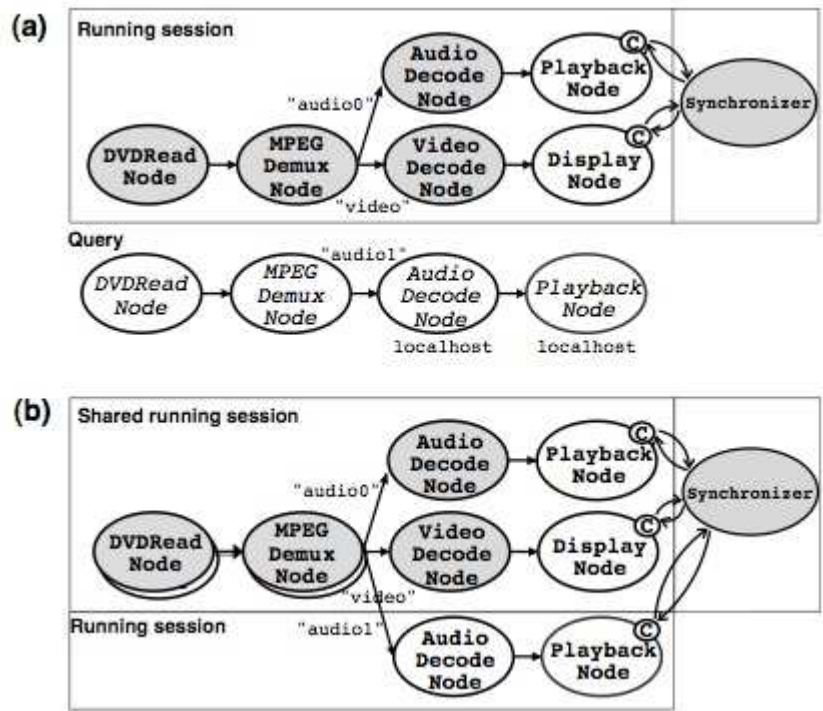 (a)
Running session
Audio
Decode
Node
Playback
Node
C
Synchronizer
"audio0"
DVDRead
Node
MPEG
Demux
Node
Video
Decode
Node
Display
Node
C
"video"
Query
"audio1"
DVDRead
Node
MPEG
Demux
Node
Audio
Decode
Node
Playback
Node
localhost
localhost
(b)
Shared running session
Audio
Decode
Node
Playback
Node
C
Synchronizer
"audio0"
DVDRead
Node
MPEG
Demux
Node
Video
Decode
Node
Display
Node
C
"video"
Running session
"audio1"
Audio
Decode
Node
Playback
Node
C